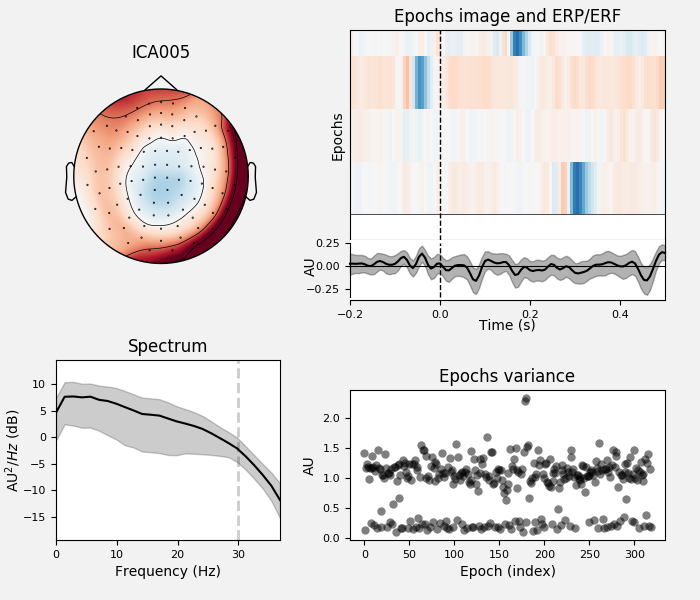 ICA005
Epochs image and ERP/ERF
Epochs
0.25
0.00
−0.25
AU
−0.2
0.0
0.2
0.4
Time (s)
Spectrum
10
5
0
−5
−10
−15
AU²/Hz (dB)
0
10
20
30
Frequency (Hz)
Epochs variance
2.0
1.5
1.0
0.5
0.0
AU
0
50
100
150
200
250
300
Epoch (index)